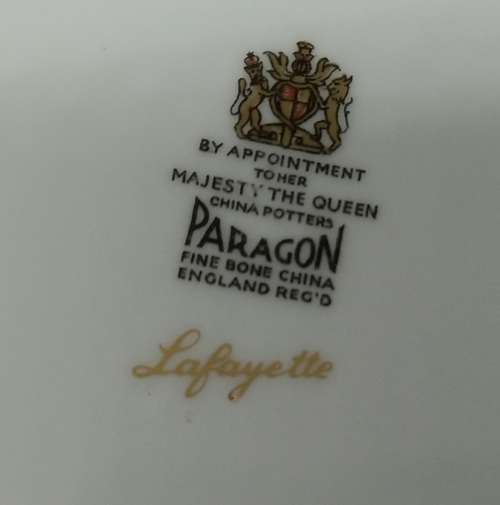 BY APPOINTMENT
TO HER
MAJESTY THE QUEEN
CHINA POTTERS
PARAGON
FINE BONE CHINA
ENGLAND REG'D
Lafayette